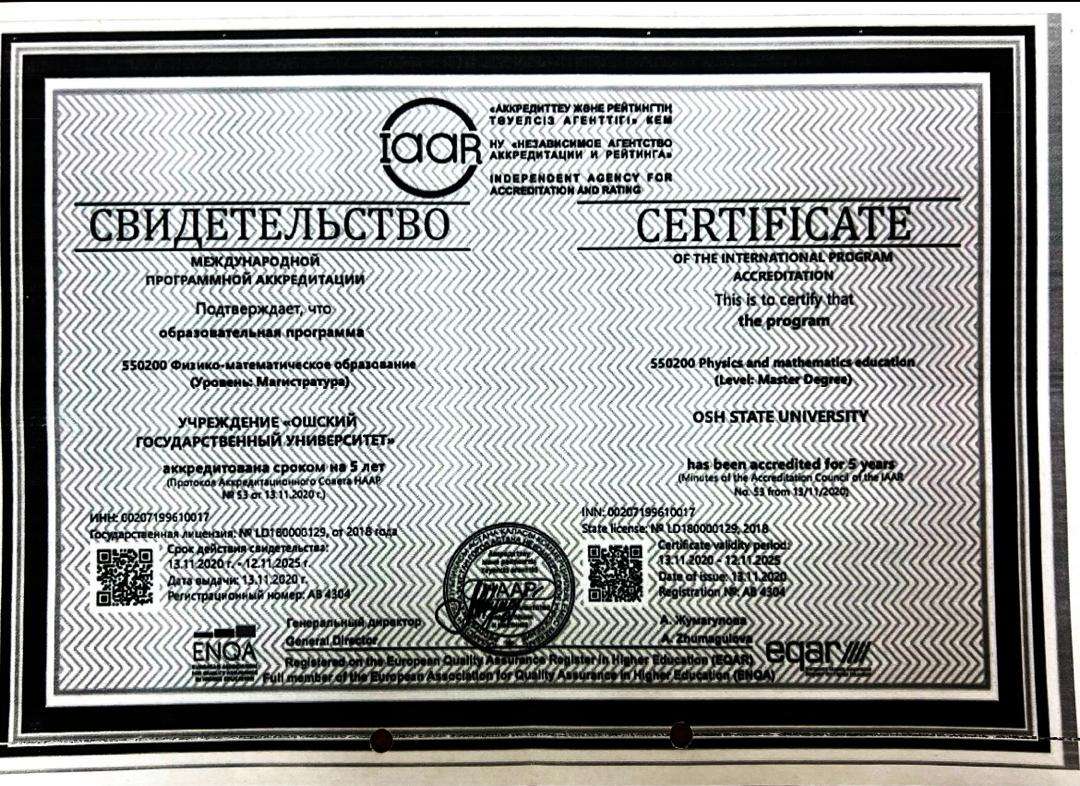 IAAR
«АККРЕДИТТЕУ ЖӘНЕ РЕЙТИНГТІҢ
ТӘУЕЛСІЗ АГЕНТТІГІ» КЕМ
НУ «НЕЗАВИСИМОЕ АГЕНТСТВО
АККРЕДИТАЦИИ И РЕЙТИНГА»
INDEPENDENT AGENCY FOR
ACCREDITATION AND RATING
СВИДЕТЕЛЬСТВО
МЕЖДУНАРОДНОЙ
ПРОГРАММНОЙ АККРЕДИТАЦИИ
Подтверждает, что
образовательная программа
550200 Физико-математическое образование
(Уровень: Магистратура)
УЧРЕЖДЕНИЕ «ОШСКИЙ
ГОСУДАРСТВЕННЫЙ УНИВЕРСИТЕТ»
аккредитована сроком на 5 лет
(Протокол Аккредитационного Совета НААР
№ 53 от 13.11.2020 г.)
ИНН: 00207199610017
Государственная лицензия: № LD180000129, от 2018 года
Срок действия свидетельства:
13.11.2020 г. - 12.11.2025 г.
Дата выдачи: 13.11.2020 г.
Регистрационный номер: AB 4304
CERTIFICATE
OF THE INTERNATIONAL PROGRAM
ACCREDITATION
This is to certify that
the program
550200 Physics and mathematics education
(Level: Master Degree)
OSH STATE UNIVERSITY
has been accredited for 5 years
(Minutes of the Accreditation Council of the IAAR
No. 53 from 13/11/2020)
INN: 00207199610017
State license: № LD180000129, 2018
Certificate validity period:
13.11.2020 - 12.11.2025
Date of issue: 13.11.2020
Registration №: AB 4304
Генеральный директор
General Director
А. Жумагулова
A. Zhumagulova
НААР
ENQA
Registered on the European Quality Assurance Register in Higher Education (EQAR)
Full member of the European Association for Quality Assurance in Higher Education (ENQA)
eqar